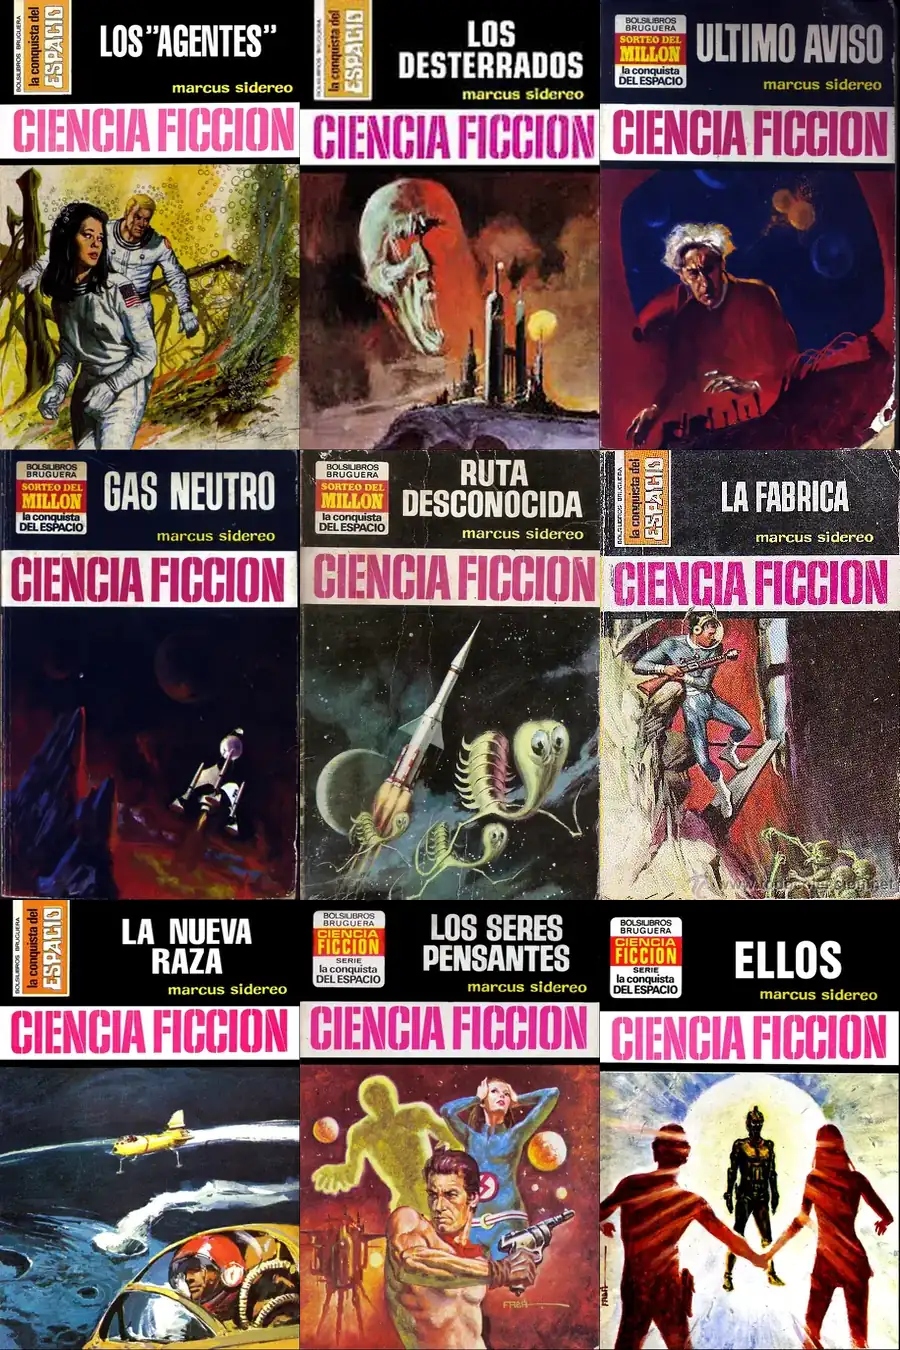 BOLSILIBROS BRUGUERA
la conquista del
ESPACIO
LOS "AGENTES"
marcus sidereo
CIENCIA FICCION
BOLSILIBROS BRUGUERA
la conquista del
ESPACIO
LOS
DESTERRADOS
marcus sidereo
CIENCIA FICCION
BOLSILIBROS
BRUGUERA
SORTEO DEL
MILLON
la conquista
DEL ESPACIO
ULTIMO AVISO
marcus sidereo
CIENCIA FICCION
BOLSILIBROS
BRUGUERA
SORTEO DEL
MILLON
la conquista
DEL ESPACIO
GAS NEUTRO
marcus sidereo
CIENCIA FICCION
BOLSILIBROS
BRUGUERA
SORTEO DEL
MILLON
la conquista
DEL ESPACIO
RUTA
DESCONOCIDA
marcus sidereo
CIENCIA FICCION
BOLSILIBROS BRUGUERA
la conquista del
ESPACIO
LA FABRICA
marcus sidereo
CIENCIA FICCION
BOLSILIBROS BRUGUERA
la conquista del
ESPACIO
LA NUEVA
RAZA
marcus sidereo
CIENCIA FICCION
BOLSILIBROS
BRUGUERA
CIENCIA
FICCION
SERIE
la conquista
DEL ESPACIO
LOS SERES
PENSANTES
marcus sidereo
CIENCIA FICCION
FABA
BOLSILIBROS
BRUGUERA
CIENCIA
FICCION
SERIE
la conquista
DEL ESPACIO
ELLOS
marcus sidereo
CIENCIA FICCION
FABA